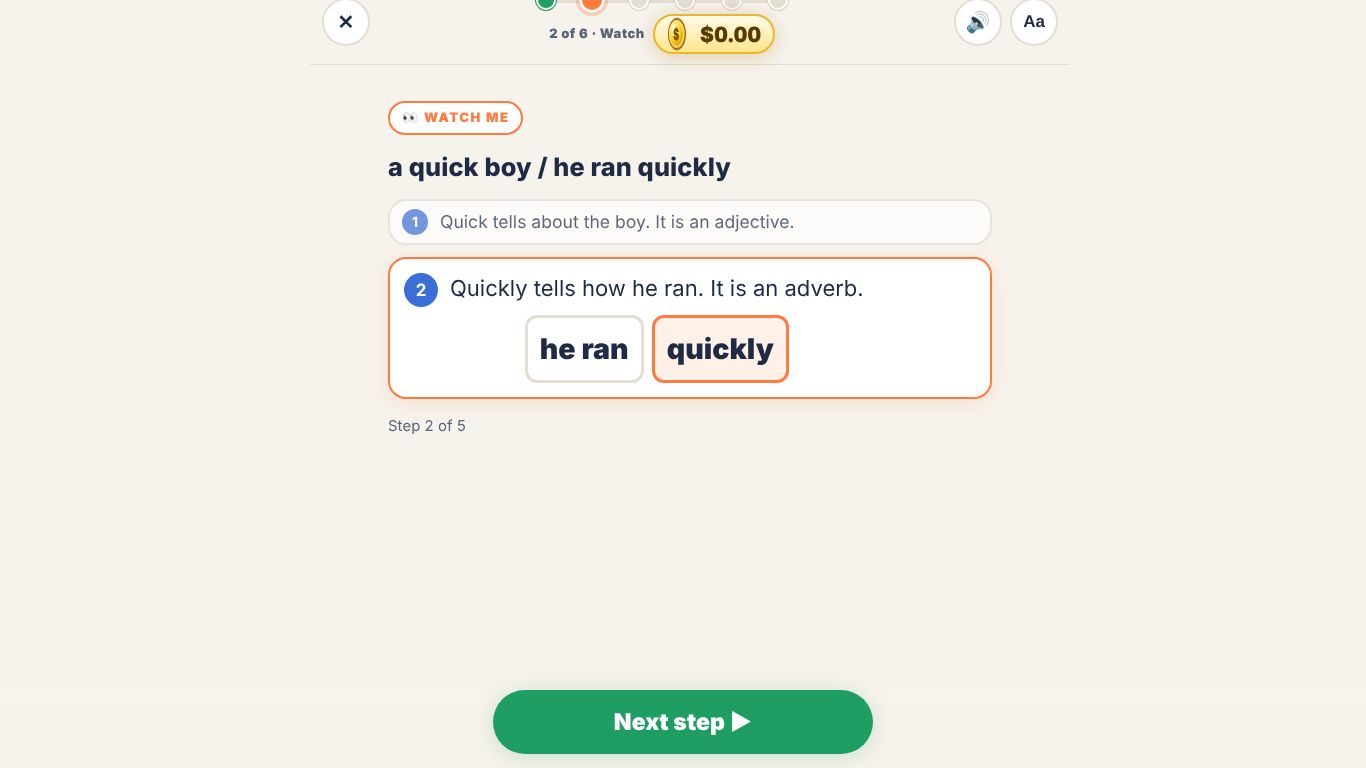 ✕
2 of 6 · Watch
$ $0.00
🔊
Aa
👀 WATCH ME
a quick boy / he ran quickly
1 Quick tells about the boy. It is an adjective.
2 Quickly tells how he ran. It is an adverb.
he ran quickly
Step 2 of 5
Next step ▶